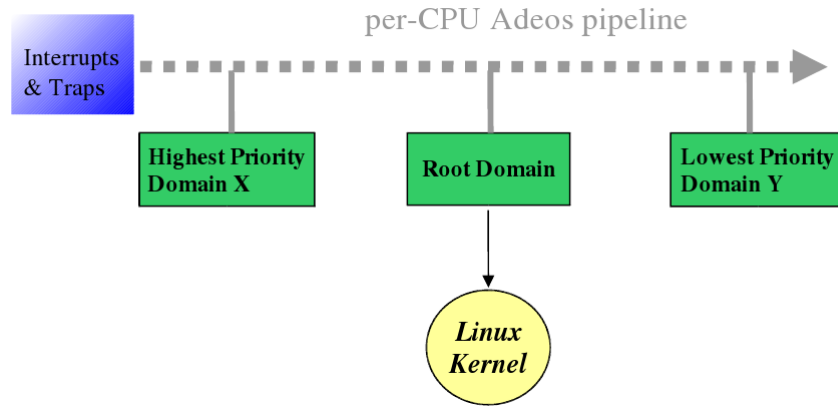 per-CPU Adeos pipeline
Interrupts
& Traps
Highest Priority
Domain X
Root Domain
Lowest Priority
Domain Y
Linux
Kernel